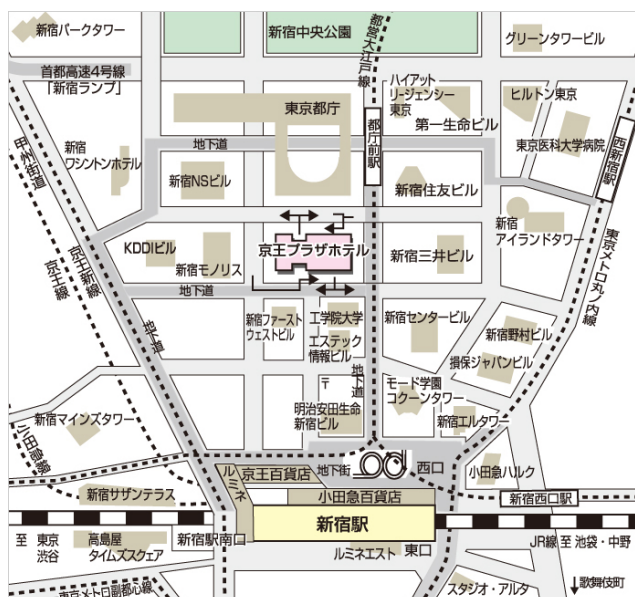 新宿パークタワー
新宿中央公園
都営大江戸線
グリーンタワービル
首都高速4号線
「新宿ランプ」
ハイアット
リージェンシー
東京
ヒルトン東京
東京都庁
第一生命ビル
都庁前駅
東京医科大学病院
西新宿駅
地下道
新宿
ワシントンホテル
甲州街道
新宿NSビル
新宿住友ビル
新宿
アイランドタワー
東京メトロ丸ノ内線
京王プラザホテル
KDDIビル
新宿モノリス
新宿三井ビル
京王新線
京王線
地下道
地下道
新宿ファースト
ウェストビル
工学院大学
エステック
情報ビル
新宿センタービル
新宿野村ビル
損保ジャパンビル
地下道
モード学園
コクーンタワー
〒
明治安田生命
新宿ビル
新宿エルタワー
新宿マインズタワー
小田急線
ルミネ
京王百貨店
地下街
西口
小田急ハルク
新宿サザンテラス
小田急百貨店
新宿西口駅
新宿駅
至 東京
渋谷
高島屋
タイムズスクェア
新宿駅南口
ルミネエスト
東口
JR線 至 池袋・中野
東京メトロ副都心線
スタジオ・アルタ
歌舞伎町